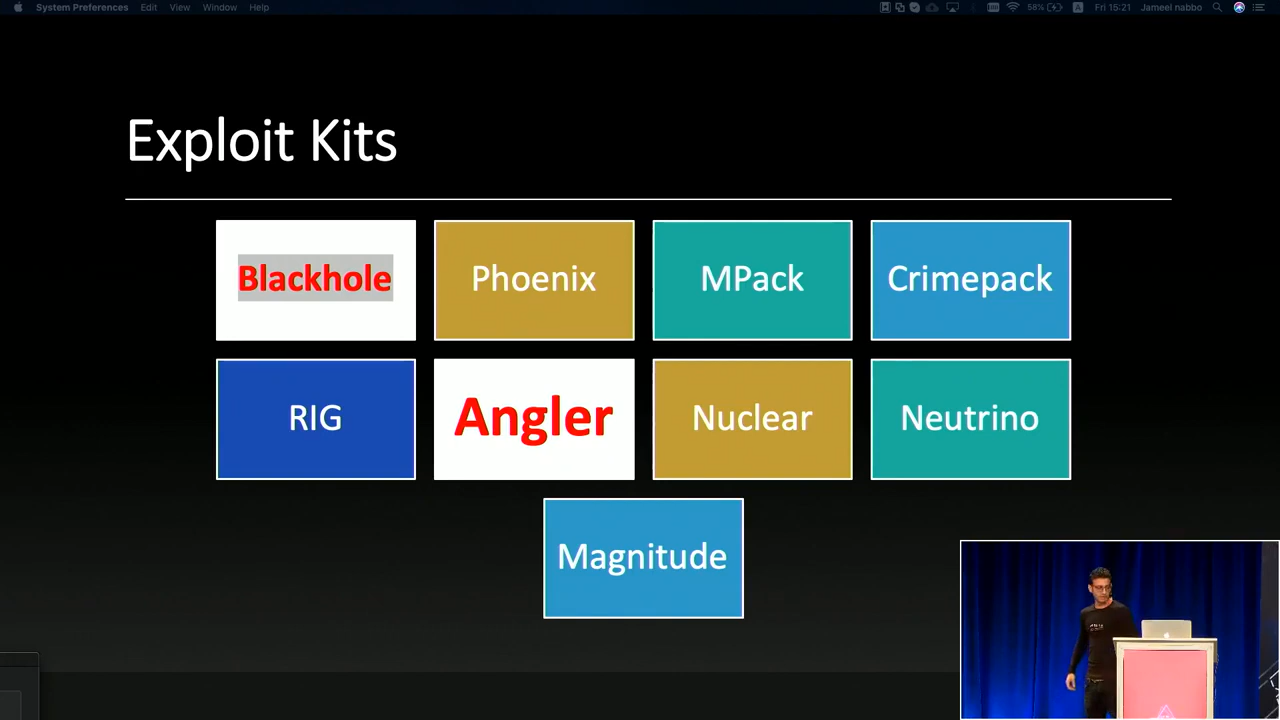 System Preferences Edit View Window Help 58% A Fri 15:21 Jameel nabbo
Exploit Kits
Blackhole Phoenix MPack Crimepack
RIG Angler Nuclear Neutrino
Magnitude